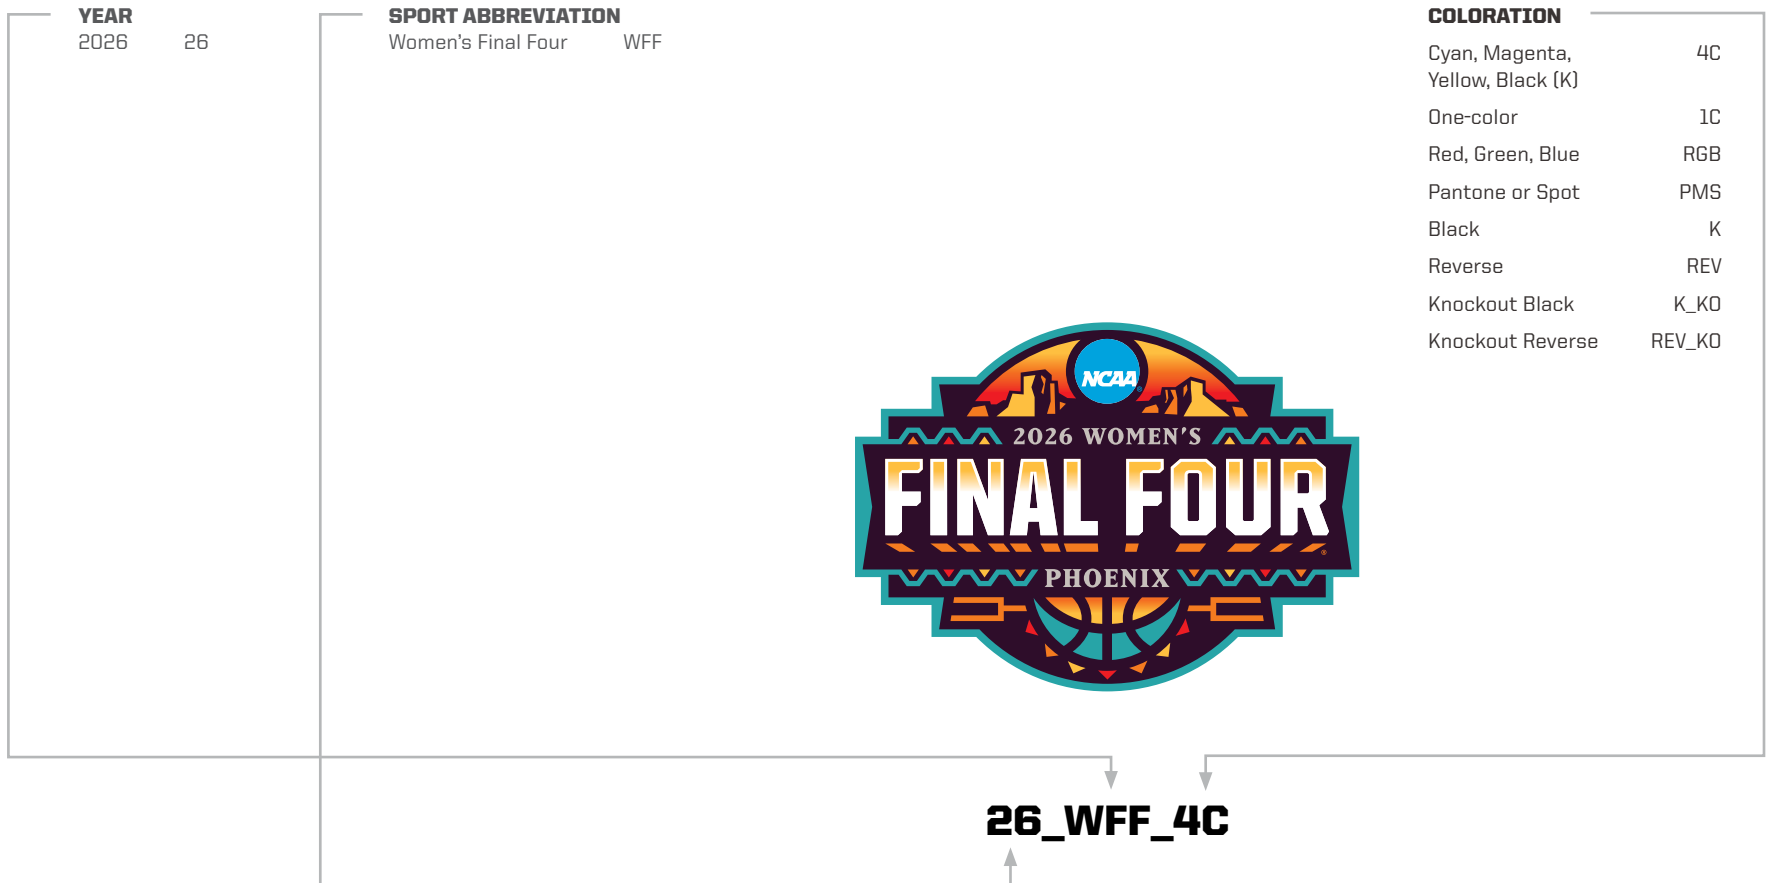 YEAR
2026 26
SPORT ABBREVIATION
Women’s Final Four WFF
COLORATION
Cyan, Magenta, 4C
Yellow, Black (K)
One-color 1C
Red, Green, Blue RGB
Pantone or Spot PMS
Black K
Reverse REV
Knockout Black K_KO
Knockout Reverse REV_KO
NCAA®
2026 WOMEN’S
FINAL FOUR
®
PHOENIX
26_WFF_4C